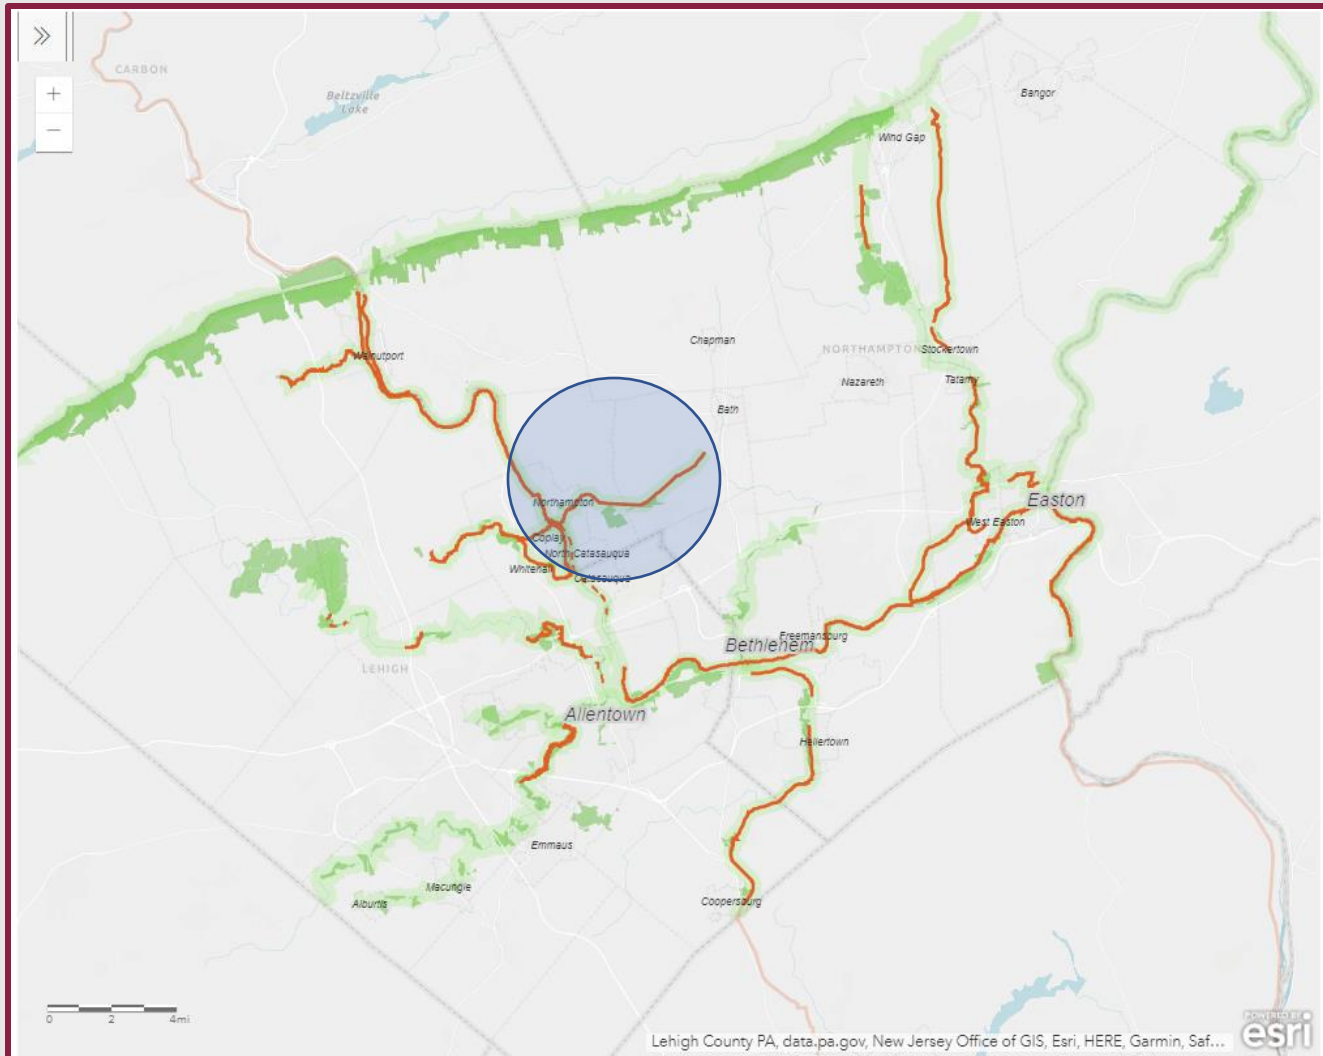 CARBON
+
−
Beltzville
Lake
Bangor
Wind Gap
Walnutport
Chapman
NORTHAMPTON
Stockertown
Nazareth
Tatamy
Bath
Northampton
Easton
West Easton
Coplay
North Catasauqua
Whitehall
Catasauqua
Freemansburg
Bethlehem
LEHIGH
Allentown
Hellertown
Emmaus
Macungie
Alburtis
Coopersburg
0 2 4mi
Lehigh County PA, data.pa.gov, New Jersey Office of GIS, Esri, HERE, Garmin, Saf...
POWERED BY
esri